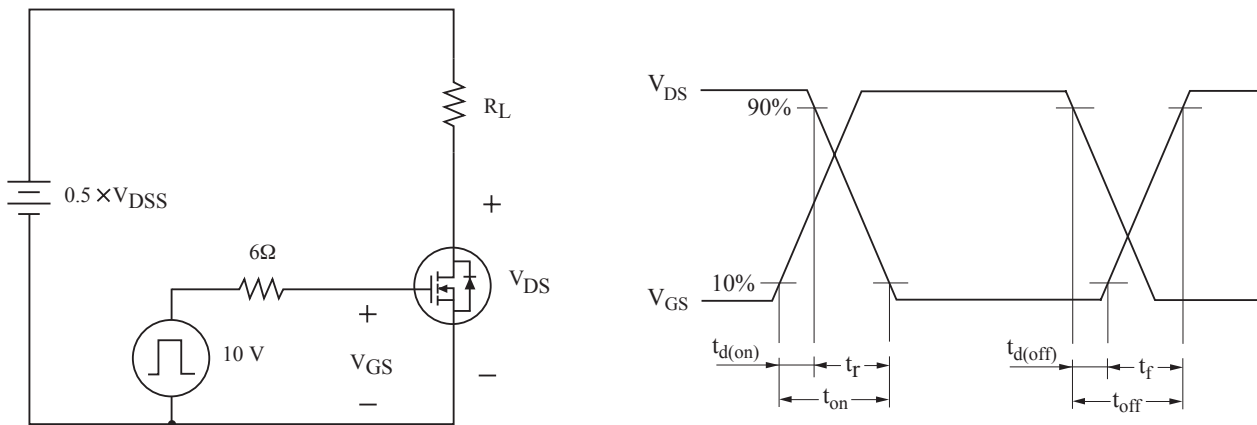 R_L
0.5 ×V_DSS
+
6Ω
V_DS
+
10 V
V_GS
−
−
V_DS
90%
10%
V_GS
t_d(on)
t_r
t_d(off)
t_f
t_on
t_off